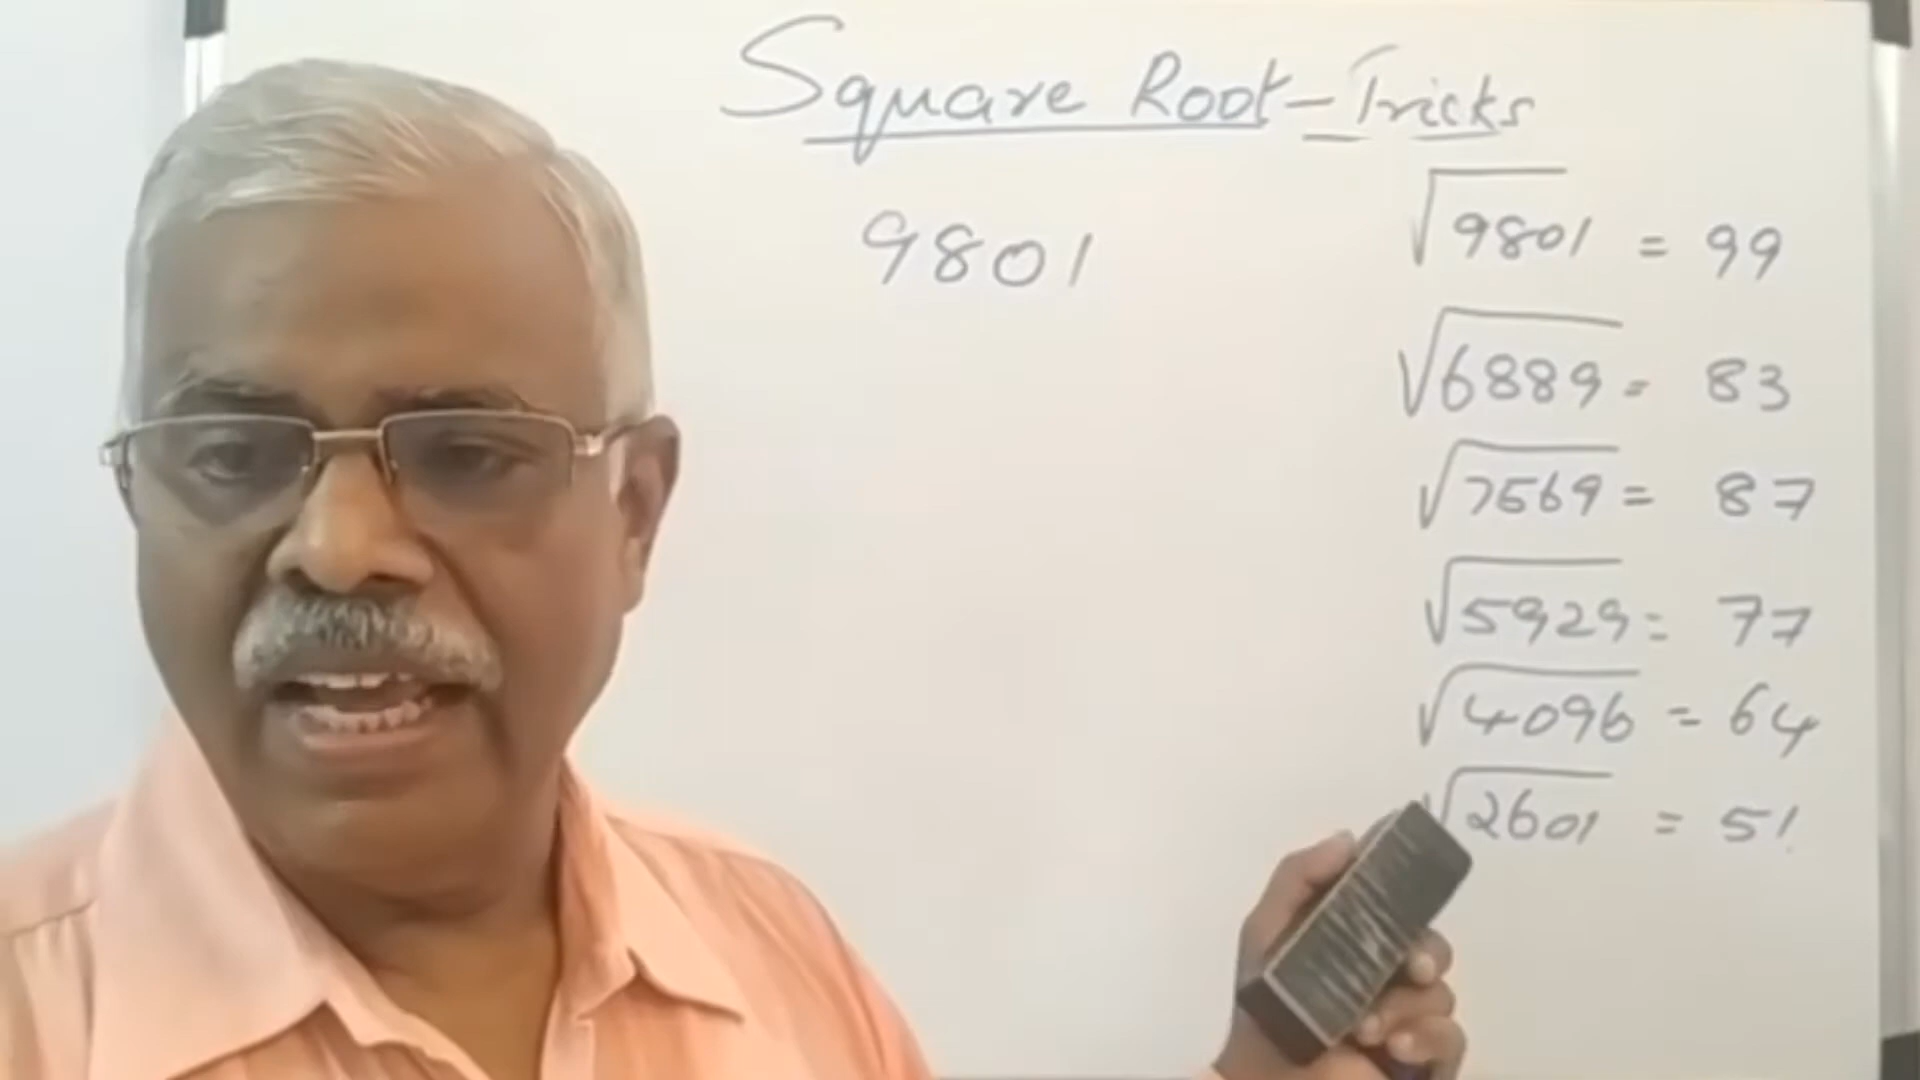 Square Root - Tricks
9801
√9801 = 99
√6889 = 83
√7569 = 87
√5929 = 77
√4096 = 64
√2601 = 51